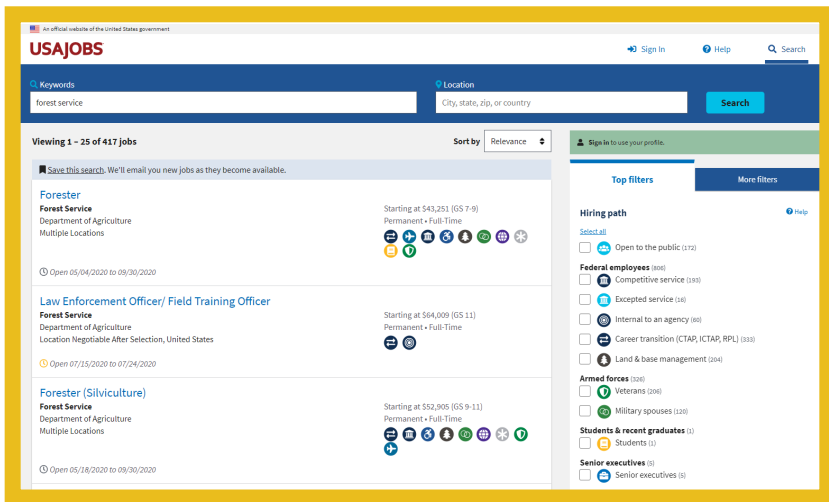 An official website of the United States government
USAJOBS
Sign In
Help
Search
Keywords
Location
forest service
City, state, zip, or country
Search
Viewing 1 – 25 of 417 jobs
Sort by
Relevance
Save this search. We'll email you new jobs as they become available.
Forester
Forest Service
Department of Agriculture
Multiple Locations
Starting at $43,251 (GS 7-9)
Permanent • Full-Time
Open 05/04/2020 to 09/30/2020
Law Enforcement Officer/ Field Training Officer
Forest Service
Department of Agriculture
Location Negotiable After Selection, United States
Starting at $64,009 (GS 11)
Permanent • Full-Time
Open 07/15/2020 to 07/24/2020
Forester (Silviculture)
Forest Service
Department of Agriculture
Multiple Locations
Starting at $52,905 (GS 9-11)
Permanent • Full-Time
Open 05/18/2020 to 09/30/2020
Sign in to use your profile.
Top filters
More filters
Hiring path
Help
Select all
Open to the public (172)
Federal employees (806)
Competitive service (193)
Excepted service (16)
Internal to an agency (60)
Career transition (CTAP, ICTAP, RPL) (333)
Land & base management (204)
Armed forces (326)
Veterans (206)
Military spouses (120)
Students & recent graduates (1)
Students (1)
Senior executives (5)
Senior executives (5)